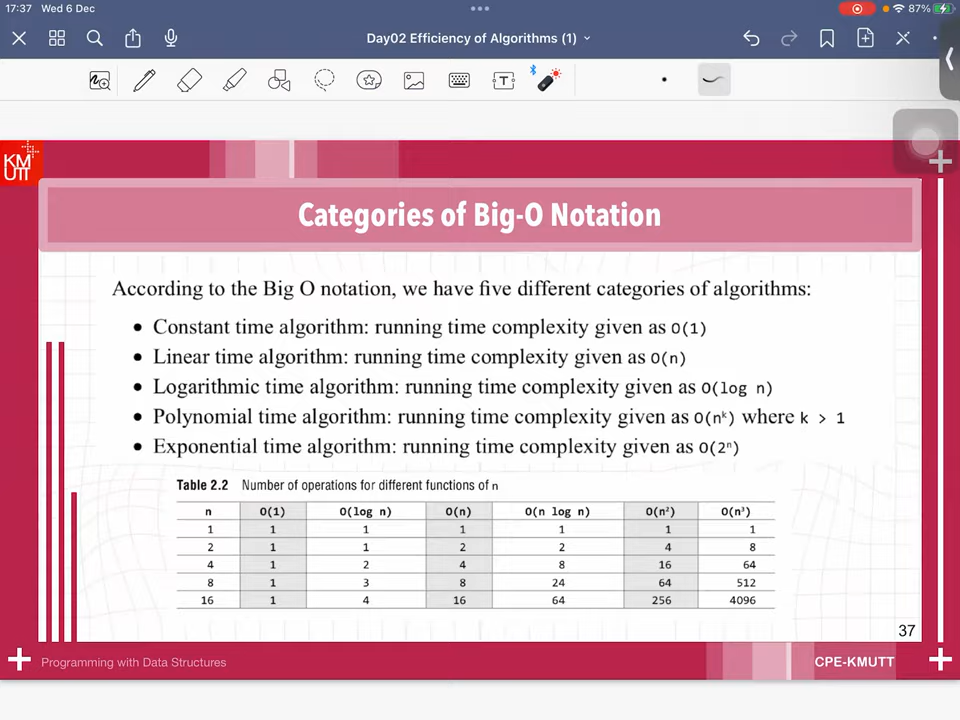 17:37 Wed 6 Dec
87%
Day02 Efficiency of Algorithms (1)
T
KM
UTT
Categories of Big-O Notation
According to the Big O notation, we have five different categories of algorithms:
• Constant time algorithm: running time complexity given as O(1)
• Linear time algorithm: running time complexity given as O(n)
• Logarithmic time algorithm: running time complexity given as O(log n)
• Polynomial time algorithm: running time complexity given as O(nᵏ) where k > 1
• Exponential time algorithm: running time complexity given as O(2ⁿ)
Table 2.2 Number of operations for different functions of n
n O(1) O(log n) O(n) O(n log n) O(n²) O(n³)
1 1 1 1 1 1 1
2 1 1 2 2 4 8
4 1 2 4 8 16 64
8 1 3 8 24 64 512
16 1 4 16 64 256 4096
37
Programming with Data Structures
CPE-KMUTT